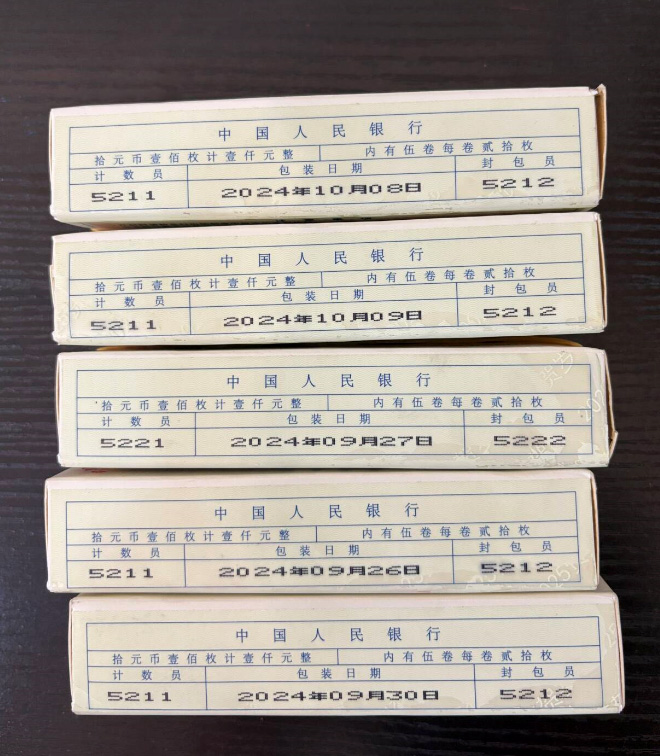 中国人民银行
拾元币壹佰枚计壹仟元整 内有伍卷每卷贰拾枚
计数员 包装日期 封包员
5211 2024年10月08日 5212
中国人民银行
拾元币壹佰枚计壹仟元整 内有伍卷每卷贰拾枚
计数员 包装日期 封包员
5211 2024年10月09日 5212
中国人民银行
拾元币壹佰枚计壹仟元整 内有伍卷每卷贰拾枚
计数员 包装日期 封包员
5221 2024年09月27日 5222
中国人民银行
拾元币壹佰枚计壹仟元整 内有伍卷每卷贰拾枚
计数员 包装日期 封包员
5211 2024年09月26日 5212
中国人民银行
拾元币壹佰枚计壹仟元整 内有伍卷每卷贰拾枚
计数员 包装日期 封包员
5211 2024年09月30日 5212